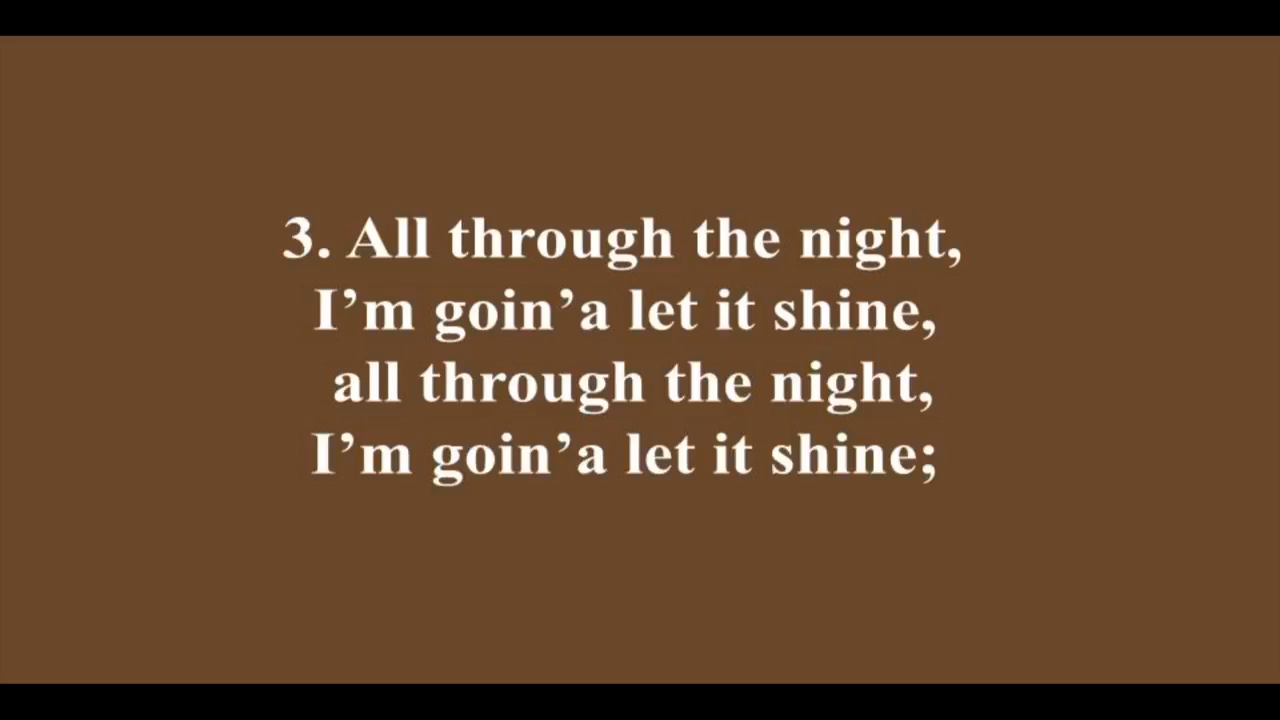 3. All through the night,
I’m goin’a let it shine,
all through the night,
I’m goin’a let it shine;